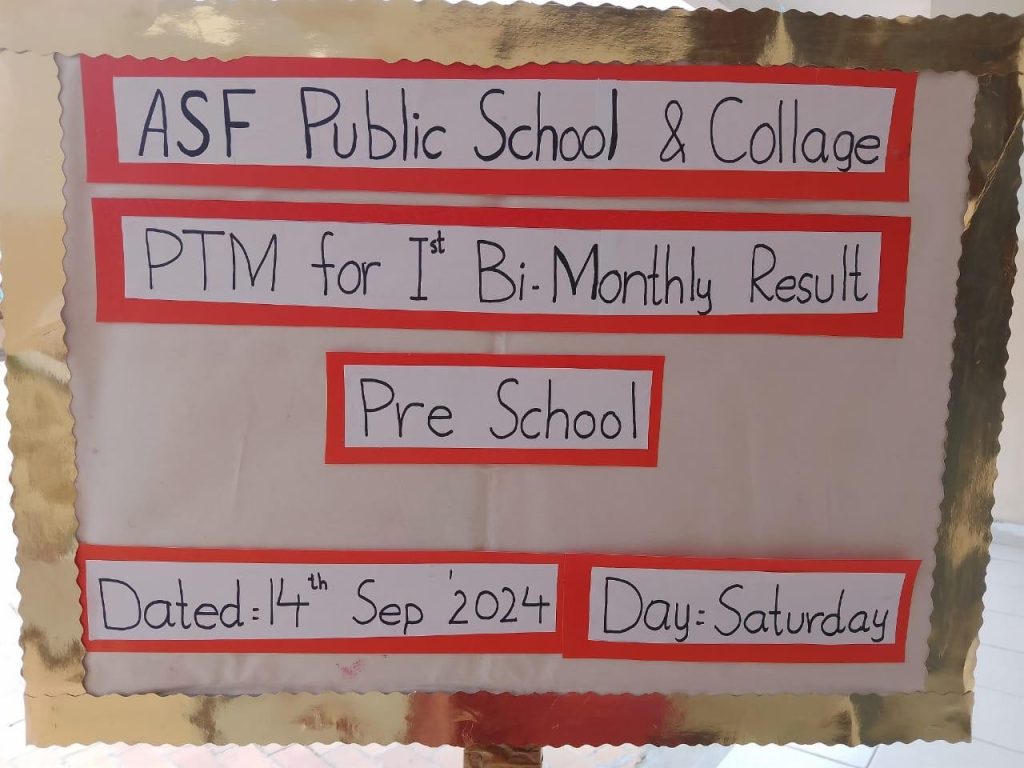 ASF Public School & Collage
PTM for Ist Bi-Monthly Result
Pre School
Dated:14th Sep '2024
Day:Saturday